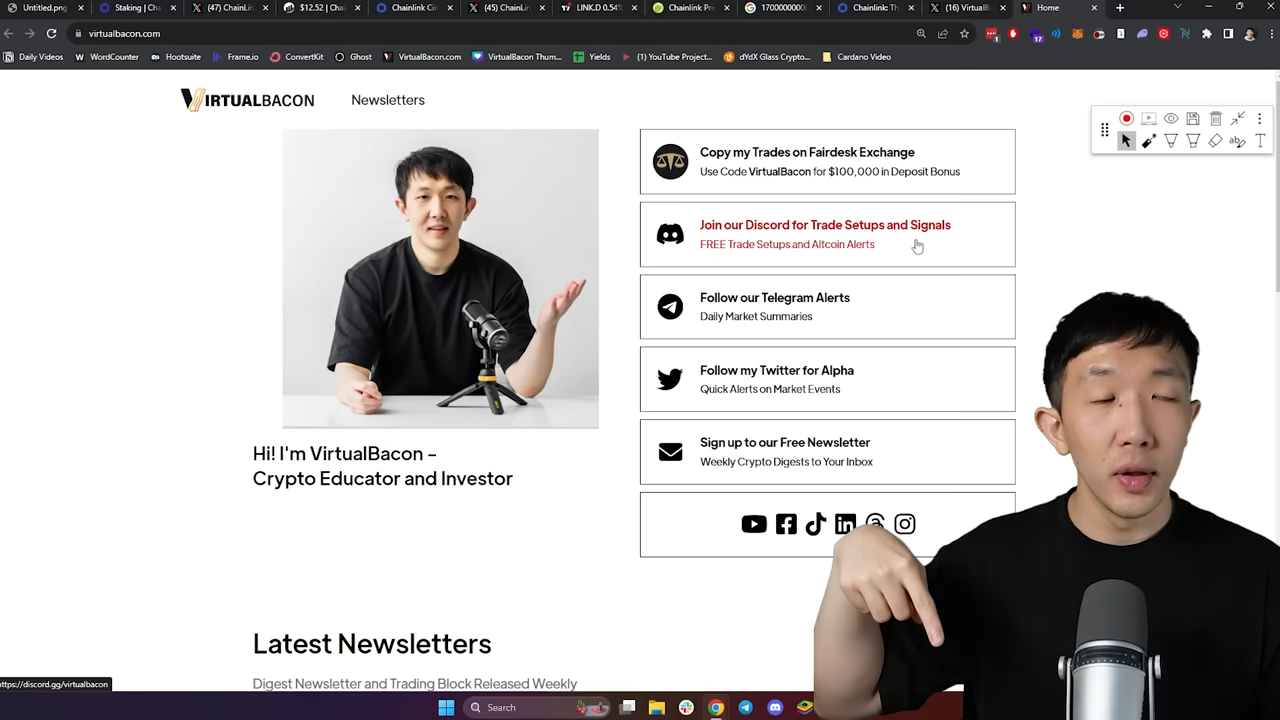 Untitled.png
Staking | Cha
(47) ChainLin
$12.52 | Chai
Chainlink Cir
(45) ChainLin
LINK.D 0.54%
Chainlink Pri
1700000000
Chainlink: Th
(16) VirtualBa
Home
virtualbacon.com
Daily Videos
WordCounter
Hootsuite
Frame.io
ConvertKit
Ghost
VirtualBacon.com
VirtualBacon Thum...
Yields
(1) YouTube Project...
dYdX Glass Cryptoc...
Cardano Video
VIRTUALBACON
Newsletters
Copy my Trades on Fairdesk Exchange
Use Code VirtualBacon for $100,000 in Deposit Bonus
Join our Discord for Trade Setups and Signals
FREE Trade Setups and Altcoin Alerts
Follow our Telegram Alerts
Daily Market Summaries
Follow my Twitter for Alpha
Quick Alerts on Market Events
Sign up to our Free Newsletter
Weekly Crypto Digests to Your Inbox
Hi! I'm VirtualBacon -
Crypto Educator and Investor
Latest Newsletters
Digest Newsletter and Trading Block Released Weekly
https://discord.gg/virtualbacon
Search